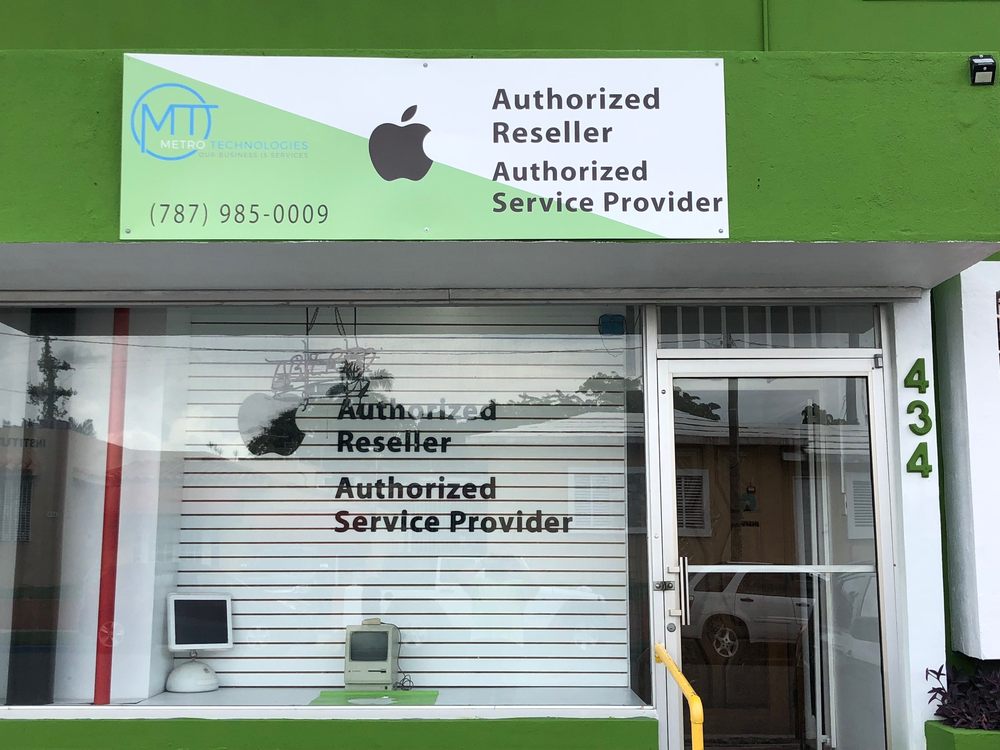 MT
METRO TECHNOLOGIES
OUR BUSINESS IS SERVICES
(787) 985-0009
Authorized
Reseller
Authorized
Service Provider
Authorized
Reseller
Authorized
Service Provider
434